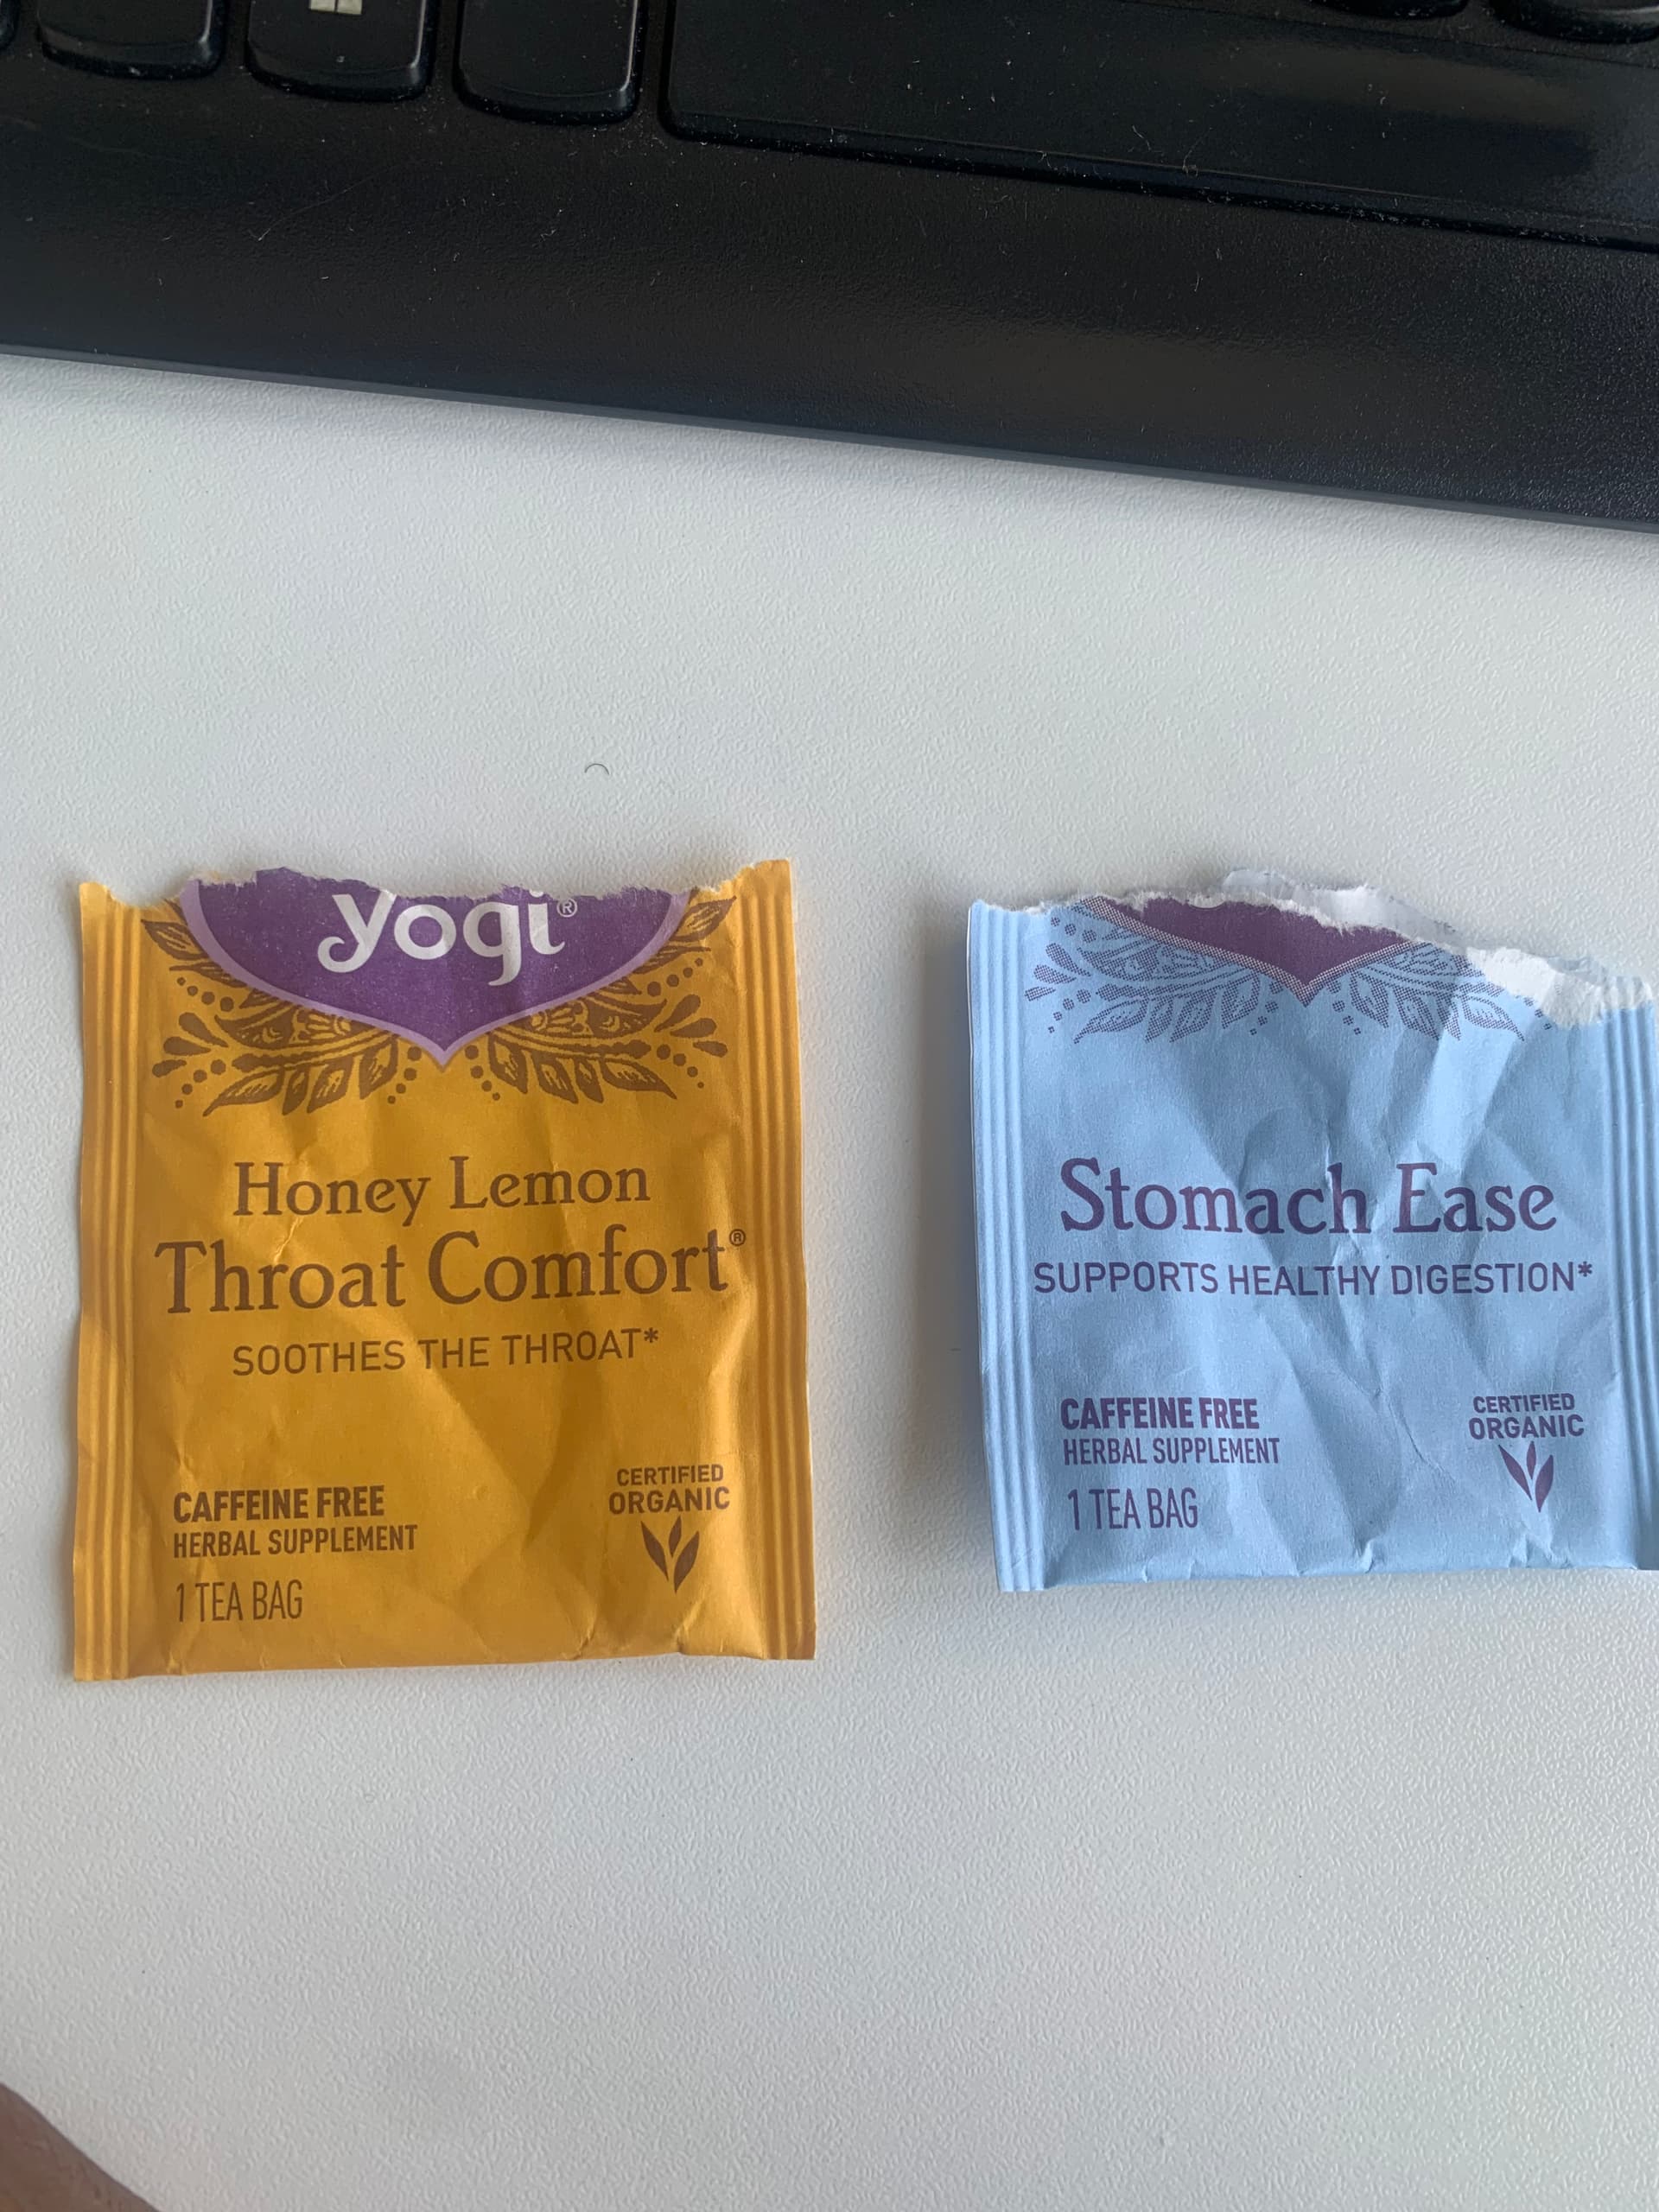 yogi®
Honey Lemon
Throat Comfort®
SOOTHES THE THROAT*
CAFFEINE FREE
HERBAL SUPPLEMENT
1 TEA BAG
CERTIFIED
ORGANIC
Stomach Ease
SUPPORTS HEALTHY DIGESTION*
CAFFEINE FREE
HERBAL SUPPLEMENT
1 TEA BAG
CERTIFIED
ORGANIC